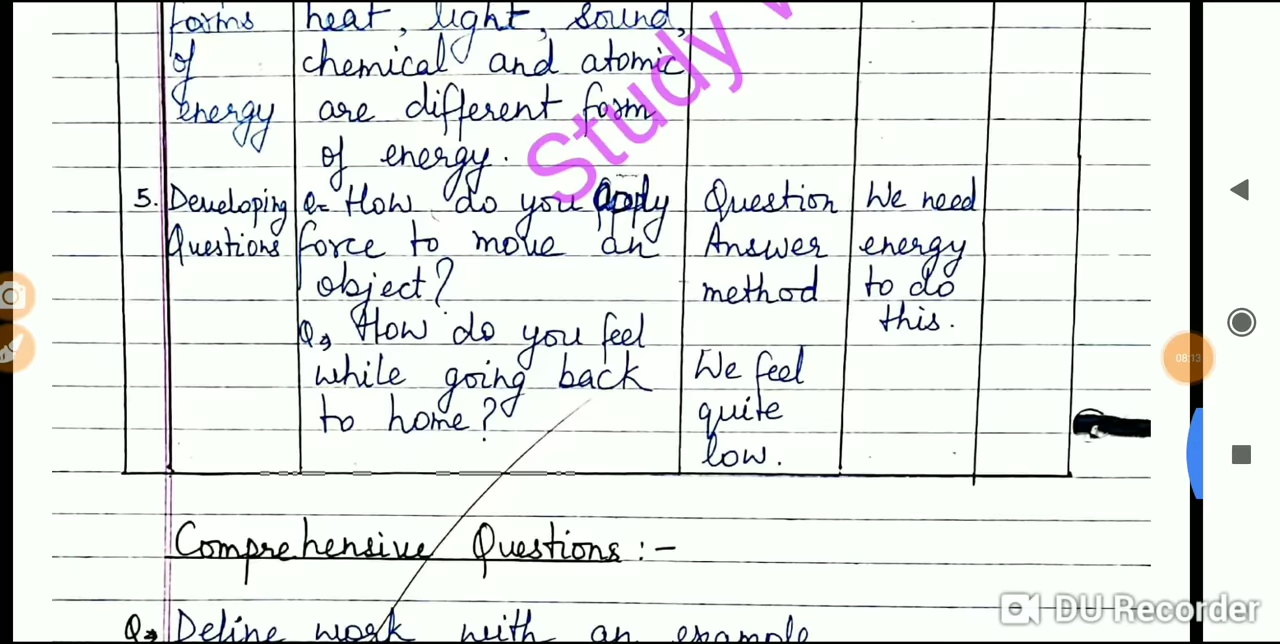 forms heat, light, sound,
of chemical and atomic
energy are different form
of energy.
Study
5. Developing Q- How do you apply Question We need
Questions force to move an Answer energy
object? method to do
this.
Q→ How do you feel
while going back We feel
to home? quite
low.
Comprehensive Questions :-
Q→ Define work with an example
08:13
DU Recorder